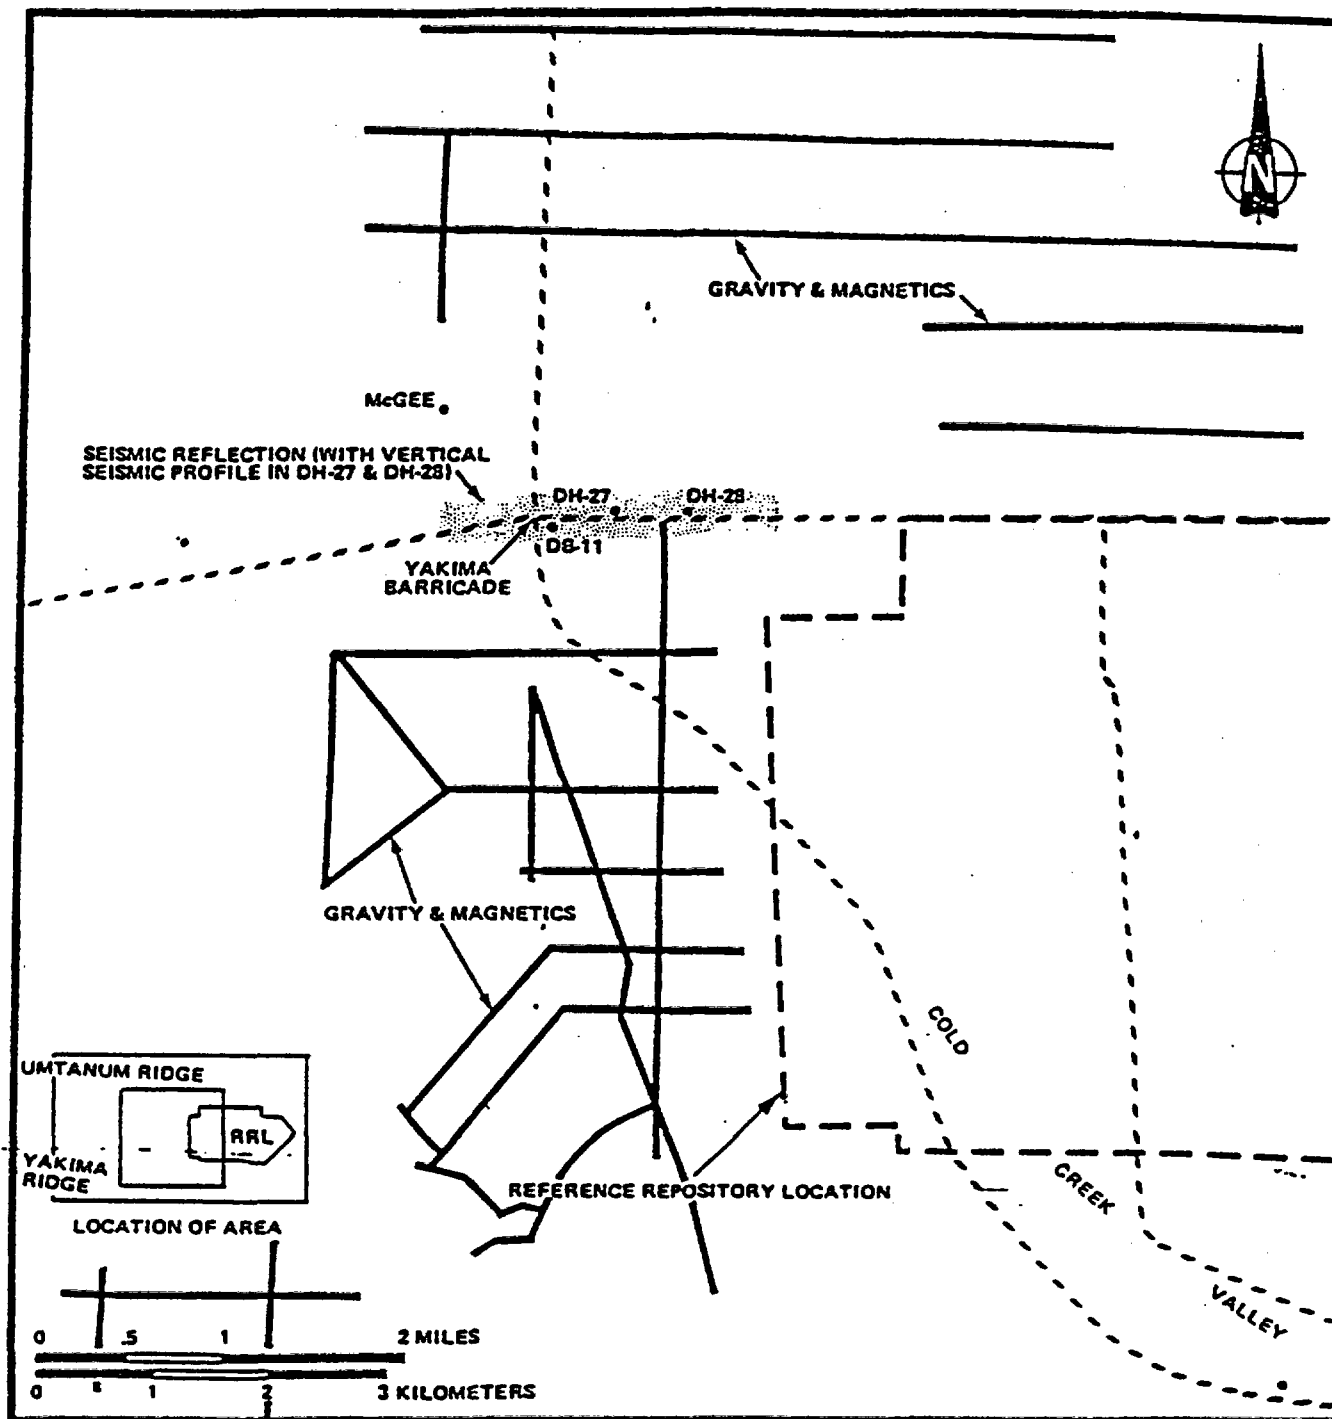 N
GRAVITY & MAGNETICS
McGEE
SEISMIC REFLECTION (WITH VERTICAL
SEISMIC PROFILE IN DH-27 & DH-28)
DH-27
DH-28
DB-11
YAKIMA
BARRICADE
GRAVITY & MAGNETICS
COLD
CREEK
VALLEY
REFERENCE REPOSITORY LOCATION
UMTANUM RIDGE
RRL
YAKIMA
RIDGE
LOCATION OF AREA
0 .5 1 2 MILES
0 1 2 3 KILOMETERS